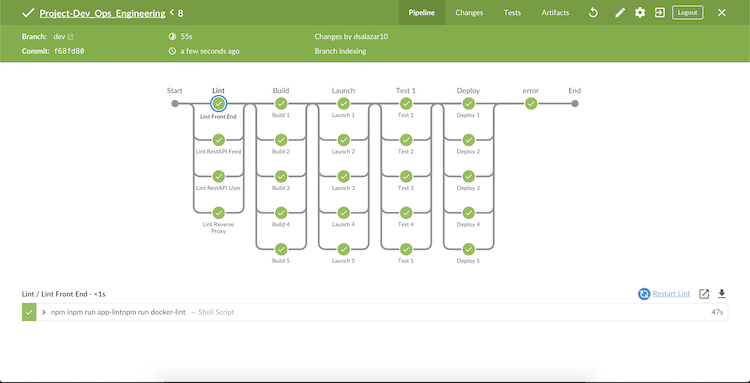 Project-Dev_Ops_Engineering < 8
Pipeline Changes Tests Artifacts Logout
Branch: dev 55s Changes by dsalazar10
Commit: f68fd80 a few seconds ago Branch indexing
Start Lint Build Launch Test 1 Deploy error End
Lint Front End Build 1 Launch 1 Test 1 Deploy 1
Lint RestAPI Feed Build 2 Launch 2 Test 2 Deploy 2
Lint RestAPI User Build 3 Launch 3 Test 3 Deploy 3
Lint Reverse Proxy Build 4 Launch 4 Test 4 Deploy 4
Build 5 Launch 5 Test 5 Deploy 5
Lint / Lint Front End - <1s Restart Lint
npm inpm run app-lintnpm run docker-lint — Shell Script 47s